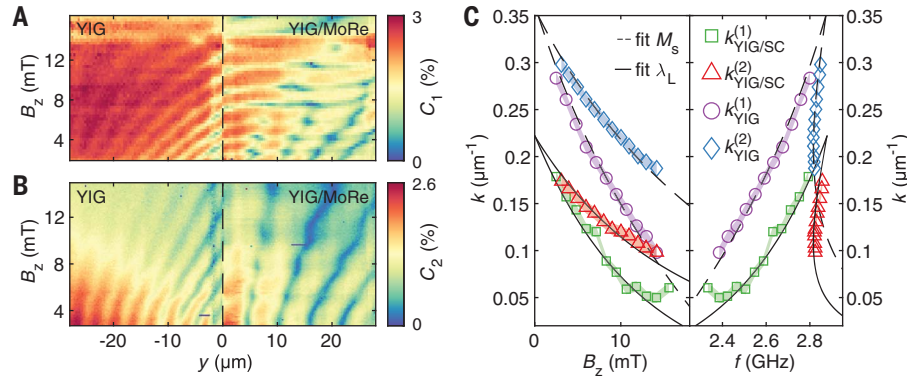 A
YIG
YIG/MoRe
12
8
4
B_z (mT)
3
0
C_1 (%)
B
YIG
YIG/MoRe
12
8
4
B_z (mT)
2.6
0
C_2 (%)
-20
-10
0
10
20
y (μm)
C
0.35
0.3
0.25
0.2
0.15
0.1
0.05
k (μm⁻¹)
fit M_s
fit λ_L
0
10
B_z (mT)
k^(1)_YIG/SC
k^(2)_YIG/SC
k^(1)_YIG
k^(2)_YIG
2.4
2.6
2.8
f (GHz)
0.35
0.3
0.25
0.2
0.15
0.1
0.05
k (μm⁻¹)